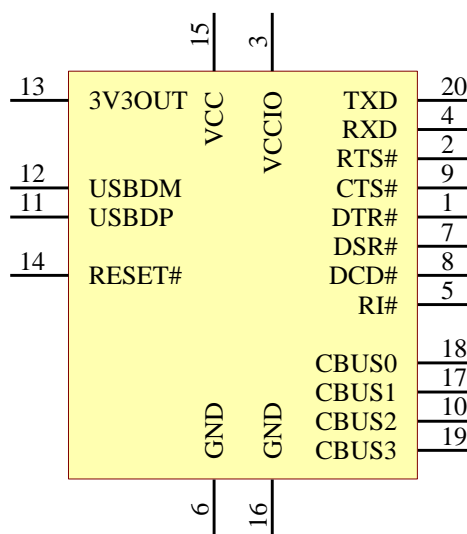 15 3
13 3V3OUT VCC VCCIO TXD 20
RXD 4
RTS# 2
12 USBDM CTS# 9
11 USBDP DTR# 1
DSR# 7
14 RESET# DCD# 8
RI# 5
CBUS0 18
CBUS1 17
GND GND CBUS2 10
CBUS3 19
6 16